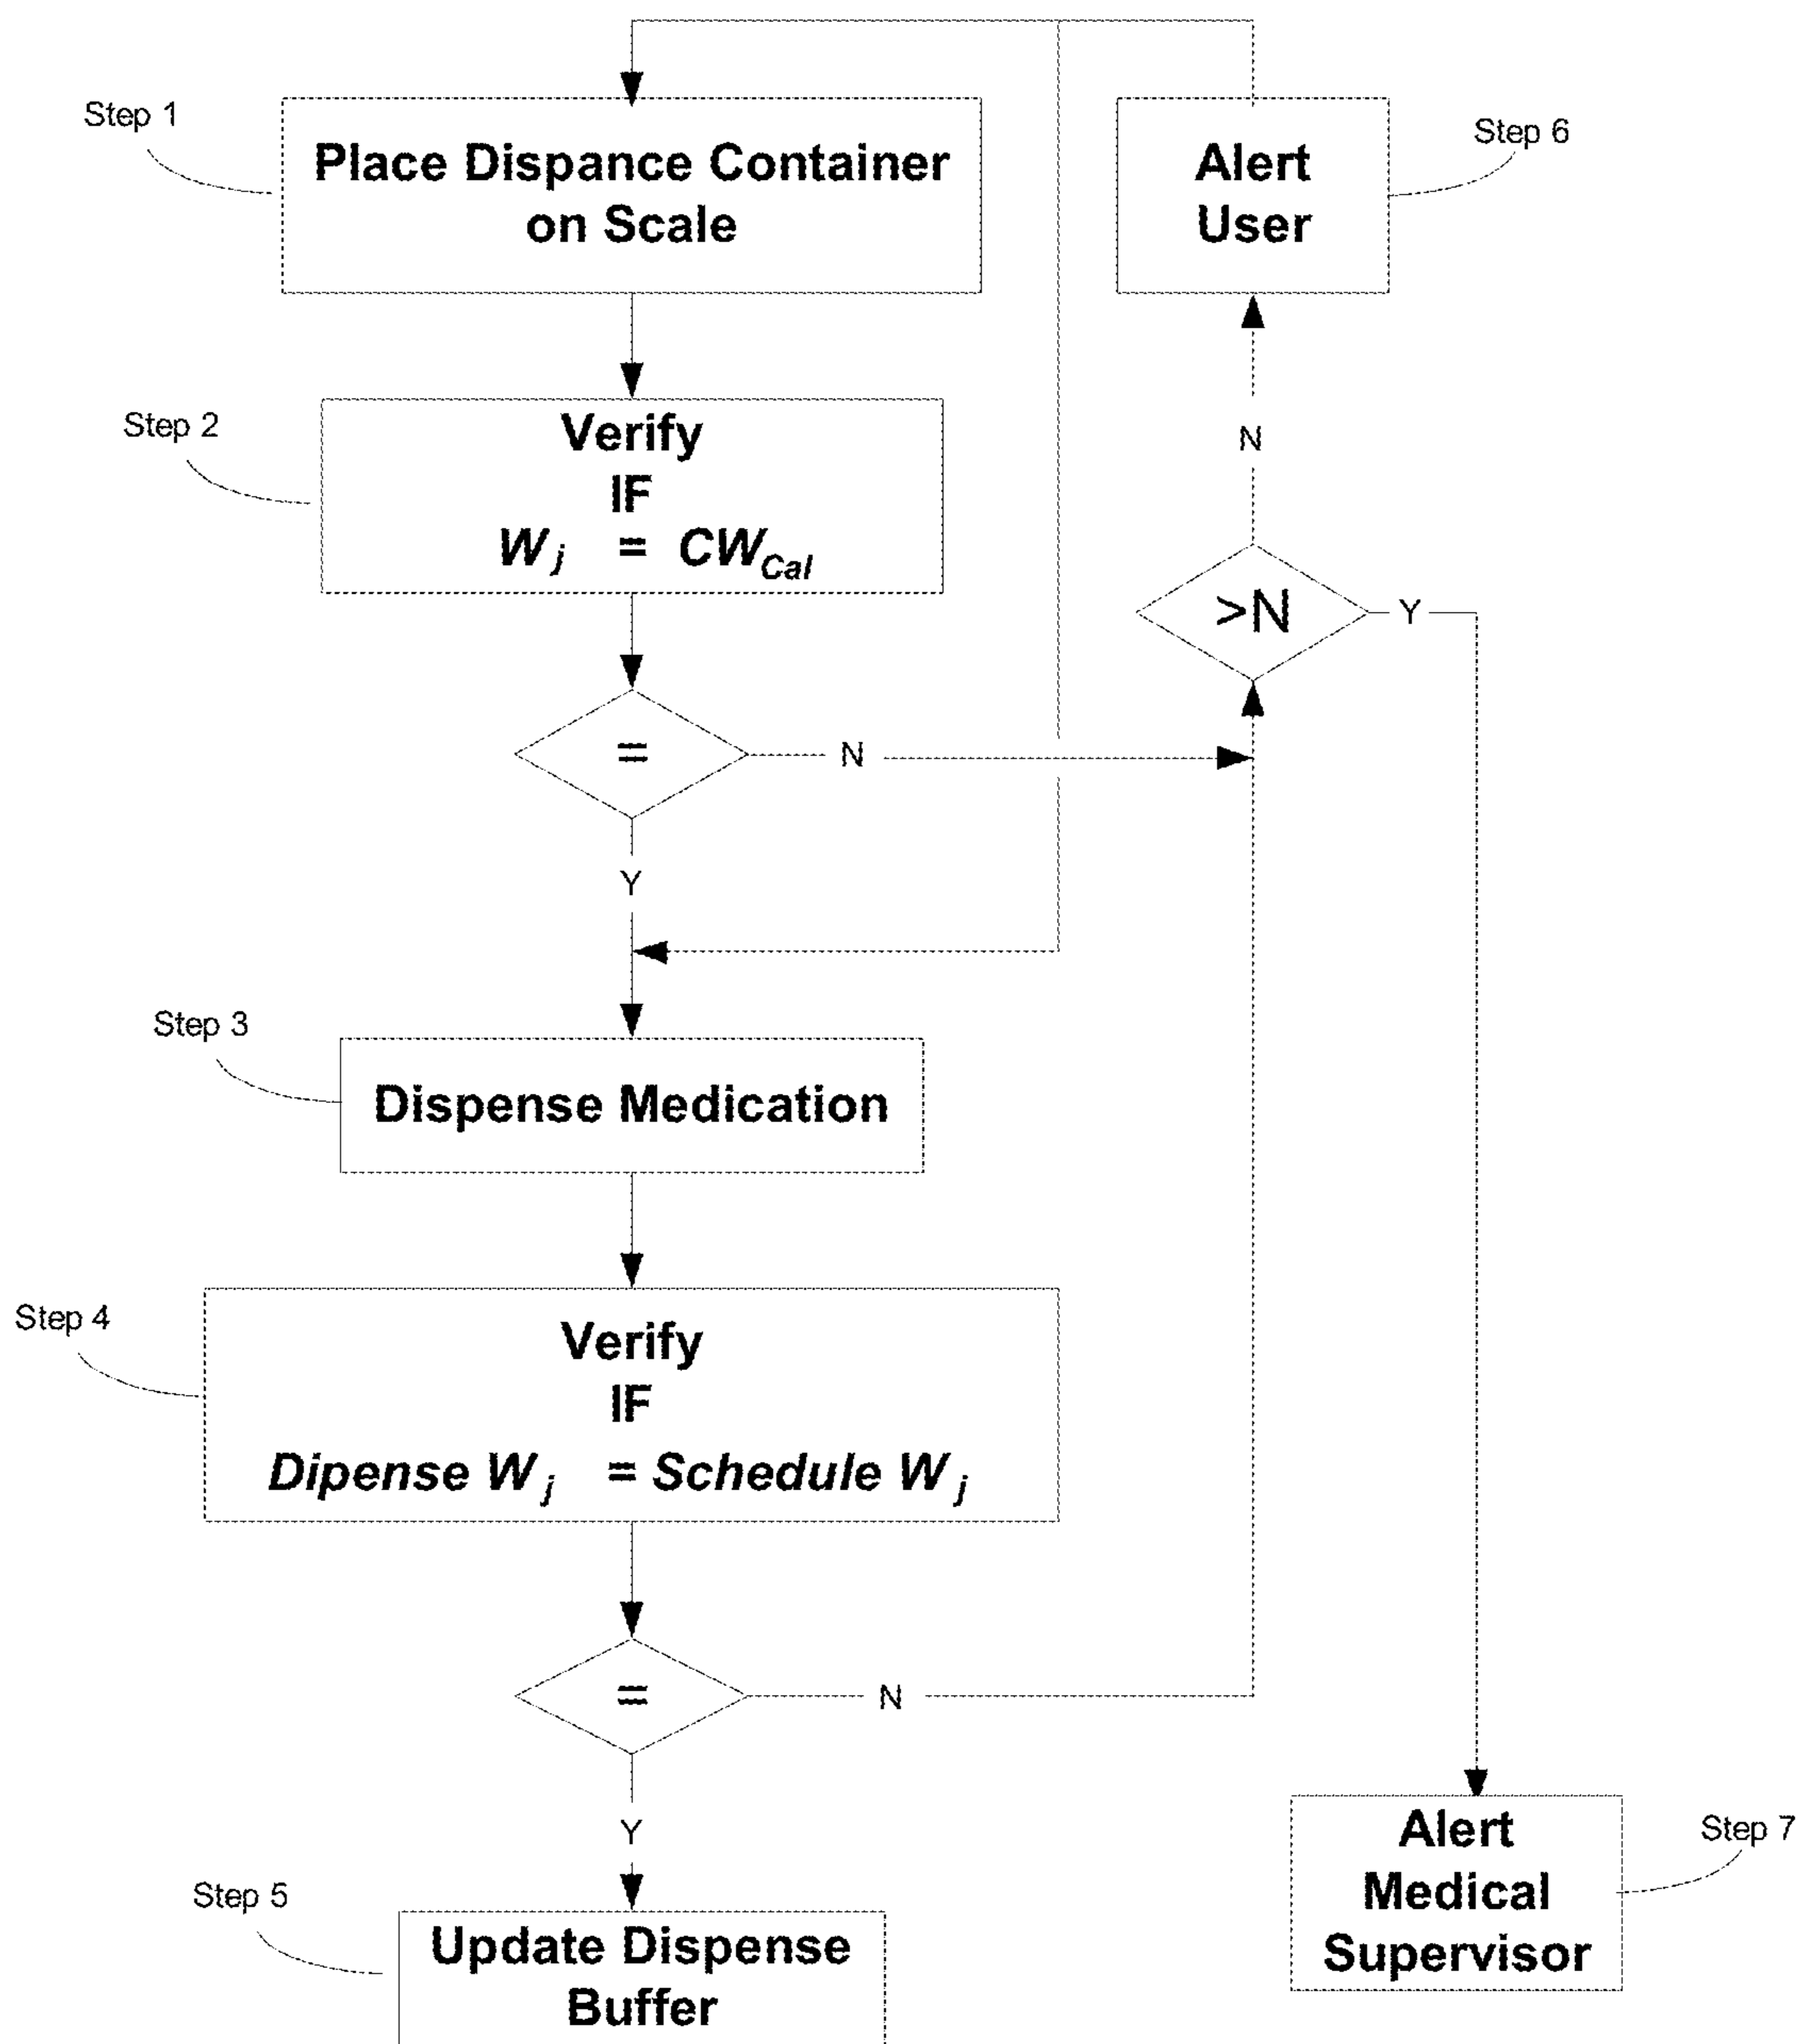 Step 1
Place Dispance Container
on Scale
Alert
User
Step 6
Step 2
Verify
IF
W j = CW Cal
N
>N
Y
=
N
Y
Step 3
Dispense Medication
Step 4
Verify
IF
Dipense W j = Schedule W j
=
N
Y
Step 5
Update Dispense
Buffer
Alert
Medical
Supervisor
Step 7